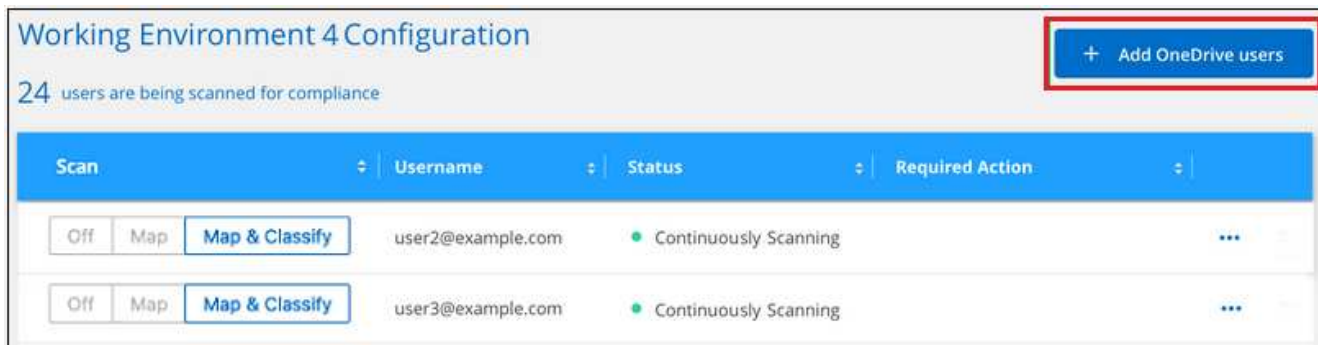 Working Environment 4 Configuration
+ Add OneDrive users
24 users are being scanned for compliance
Scan Username Status Required Action
Off Map Map & Classify user2@example.com Continuously Scanning ...
Off Map Map & Classify user3@example.com Continuously Scanning ...